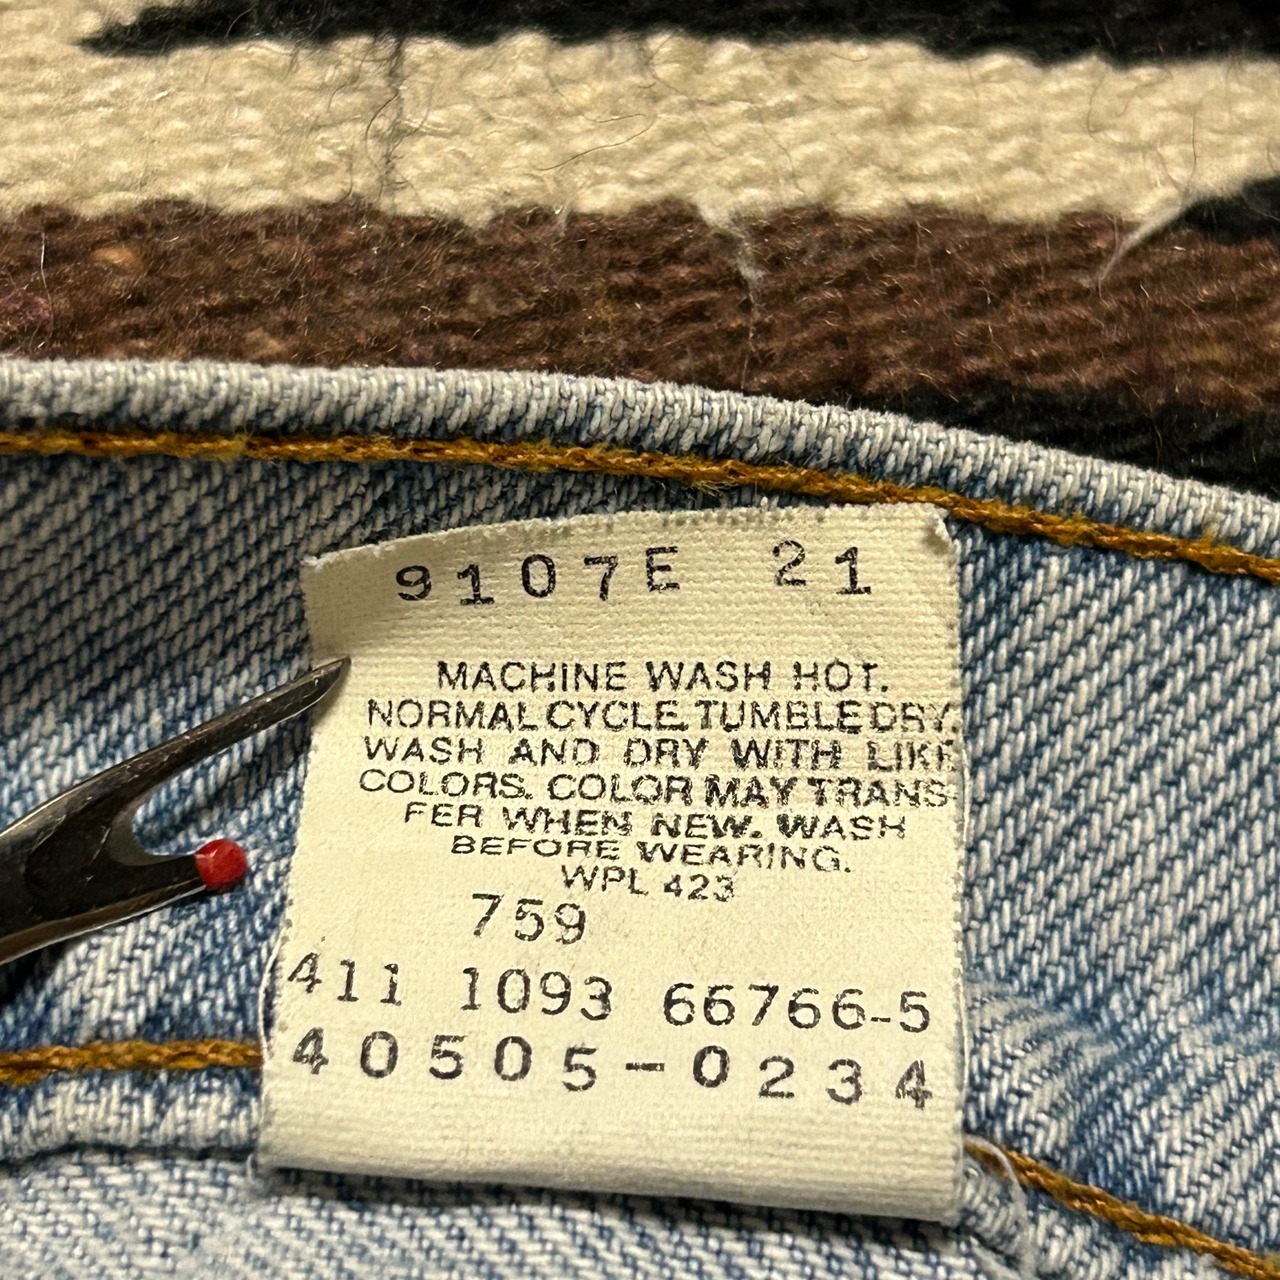 9107E 21
MACHINE WASH HOT.
NORMAL CYCLE. TUMBLE DRY.
WASH AND DRY WITH LIKE
COLORS. COLOR MAY TRANS-
FER WHEN NEW. WASH
BEFORE WEARING.
WPL 423
759
411 1093 66766-5
40505-0234